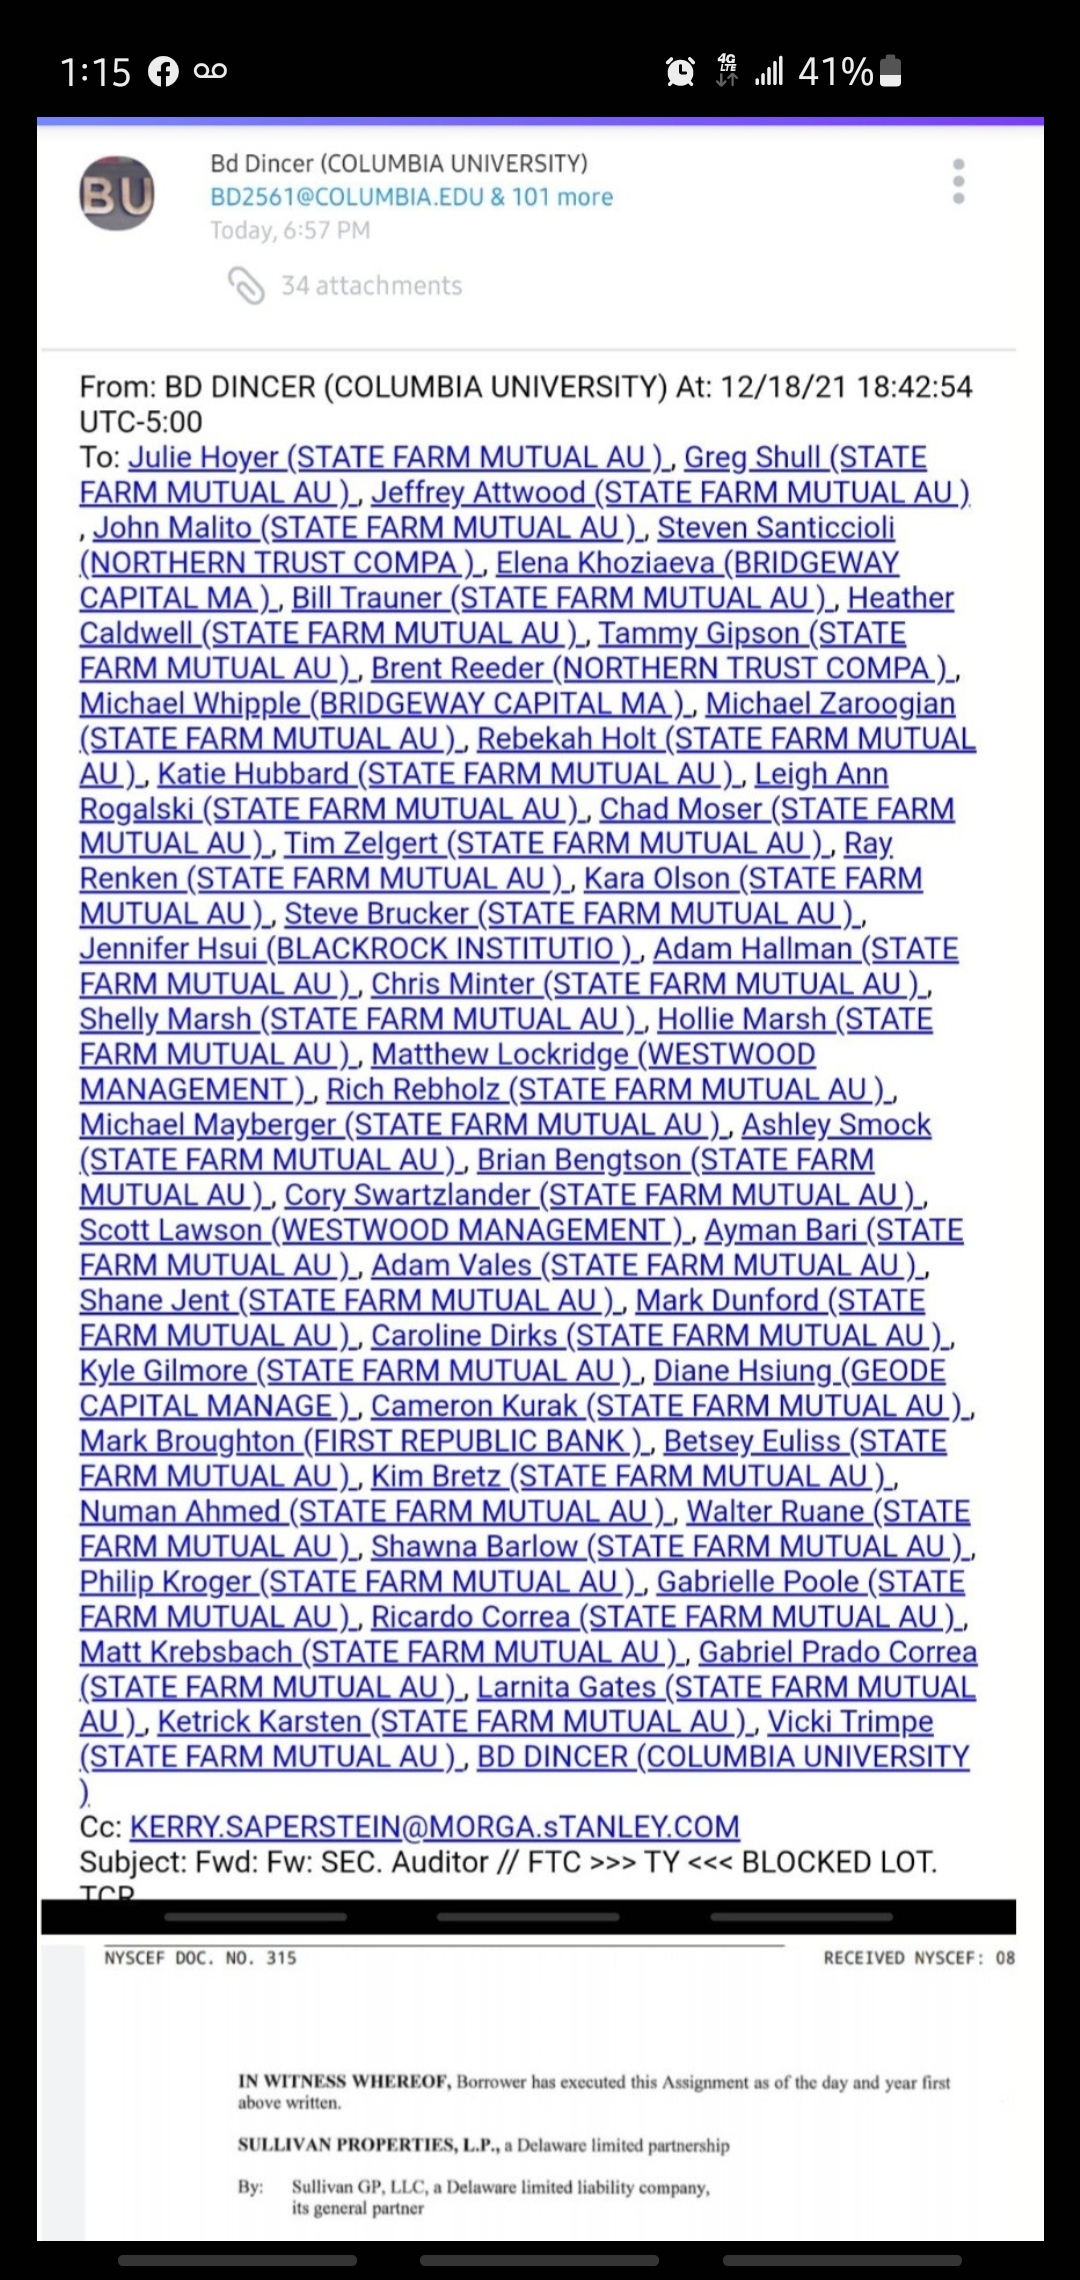 1:15
4G LTE 41%
BU
Bd Dincer (COLUMBIA UNIVERSITY)
BD2561@COLUMBIA.EDU & 101 more
Today, 6:57 PM
34 attachments
From: BD DINCER (COLUMBIA UNIVERSITY) At: 12/18/21 18:42:54
UTC-5:00
To: Julie Hoyer (STATE FARM MUTUAL AU ) , Greg Shull (STATE
FARM MUTUAL AU ) , Jeffrey Attwood (STATE FARM MUTUAL AU )
, John Malito (STATE FARM MUTUAL AU ) , Steven Santiccioli
(NORTHERN TRUST COMPA ) , Elena Khoziaeva (BRIDGEWAY
CAPITAL MA ) , Bill Trauner (STATE FARM MUTUAL AU ) , Heather
Caldwell (STATE FARM MUTUAL AU ) , Tammy Gipson (STATE
FARM MUTUAL AU ) , Brent Reeder (NORTHERN TRUST COMPA ) ,
Michael Whipple (BRIDGEWAY CAPITAL MA ) , Michael Zaroogian
(STATE FARM MUTUAL AU ) , Rebekah Holt (STATE FARM MUTUAL
AU ) , Katie Hubbard (STATE FARM MUTUAL AU ) , Leigh Ann
Rogalski (STATE FARM MUTUAL AU ) , Chad Moser (STATE FARM
MUTUAL AU ) , Tim Zelgert (STATE FARM MUTUAL AU ) , Ray
Renken (STATE FARM MUTUAL AU ) , Kara Olson (STATE FARM
MUTUAL AU ) , Steve Brucker (STATE FARM MUTUAL AU ) ,
Jennifer Hsui (BLACKROCK INSTITUTIO ) , Adam Hallman (STATE
FARM MUTUAL AU ) , Chris Minter (STATE FARM MUTUAL AU ) ,
Shelly Marsh (STATE FARM MUTUAL AU ) , Hollie Marsh (STATE
FARM MUTUAL AU ) , Matthew Lockridge (WESTWOOD
MANAGEMENT ) , Rich Rebholz (STATE FARM MUTUAL AU ) ,
Michael Mayberger (STATE FARM MUTUAL AU ) , Ashley Smock
(STATE FARM MUTUAL AU ) , Brian Bengtson (STATE FARM
MUTUAL AU ) , Cory Swartzlander (STATE FARM MUTUAL AU ) ,
Scott Lawson (WESTWOOD MANAGEMENT ) , Ayman Bari (STATE
FARM MUTUAL AU ) , Adam Vales (STATE FARM MUTUAL AU ) ,
Shane Jent (STATE FARM MUTUAL AU ) , Mark Dunford (STATE
FARM MUTUAL AU ) , Caroline Dirks (STATE FARM MUTUAL AU ) ,
Kyle Gilmore (STATE FARM MUTUAL AU ) , Diane Hsiung (GEODE
CAPITAL MANAGE ) , Cameron Kurak (STATE FARM MUTUAL AU ) ,
Mark Broughton (FIRST REPUBLIC BANK ) , Betsey Euliss (STATE
FARM MUTUAL AU ) , Kim Bretz (STATE FARM MUTUAL AU ) ,
Numan Ahmed (STATE FARM MUTUAL AU ) , Walter Ruane (STATE
FARM MUTUAL AU ) , Shawna Barlow (STATE FARM MUTUAL AU ) ,
Philip Kroger (STATE FARM MUTUAL AU ) , Gabrielle Poole (STATE
FARM MUTUAL AU ) , Ricardo Correa (STATE FARM MUTUAL AU ) ,
Matt Krebsbach (STATE FARM MUTUAL AU ) , Gabriel Prado Correa
(STATE FARM MUTUAL AU ) , Larnita Gates (STATE FARM MUTUAL
AU ) , Ketrick Karsten (STATE FARM MUTUAL AU ) , Vicki Trimpe
(STATE FARM MUTUAL AU ) , BD DINCER (COLUMBIA UNIVERSITY
)
Cc: KERRY.SAPERSTEIN@MORGA.sTANLEY.COM
Subject: Fwd: Fw: SEC. Auditor // FTC >>> TY <<< BLOCKED LOT.
TCR
NYSCEF DOC. NO. 315 RECEIVED NYSCEF: 08
IN WITNESS WHEREOF, Borrower has executed this Assignment as of the day and year first
above written.
SULLIVAN PROPERTIES, L.P., a Delaware limited partnership
By: Sullivan GP, LLC, a Delaware limited liability company,
its general partner